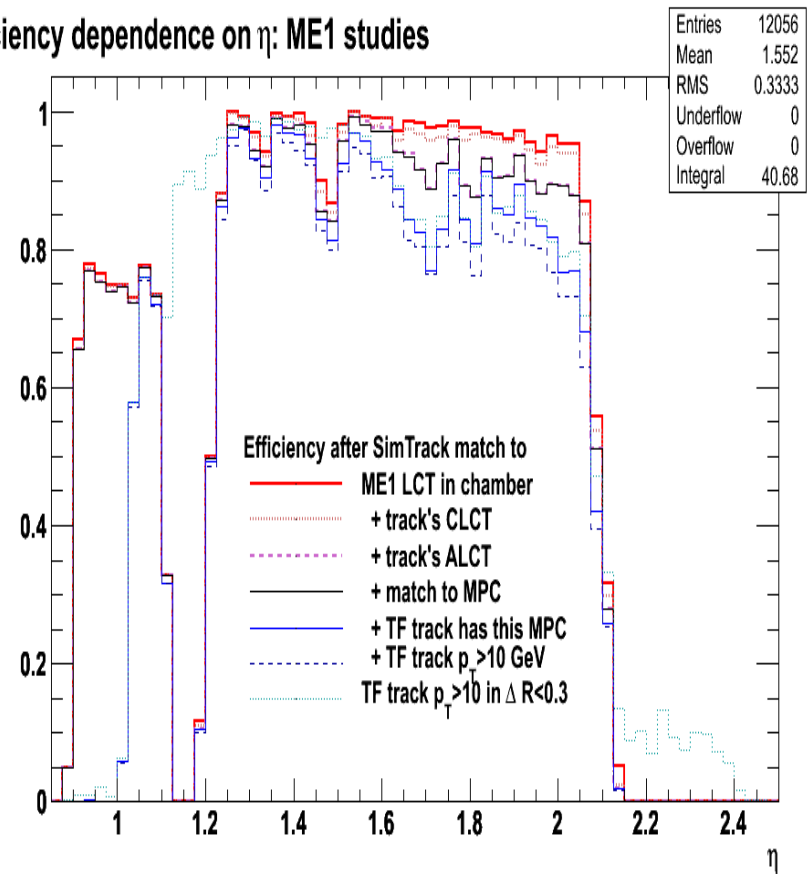 ciency dependence on η: ME1 studies
Entries 12056
Mean 1.552
RMS 0.3333
Underflow 0
Overflow 0
Integral 40.68
1
0.8
0.6
0.4
0.2
0
Efficiency after SimTrack match to
ME1 LCT in chamber
+ track's CLCT
+ track's ALCT
+ match to MPC
+ TF track has this MPC
+ TF track p_T>10 GeV
TF track p_T>10 in Δ R<0.3
1 1.2 1.4 1.6 1.8 2 2.2 2.4
η